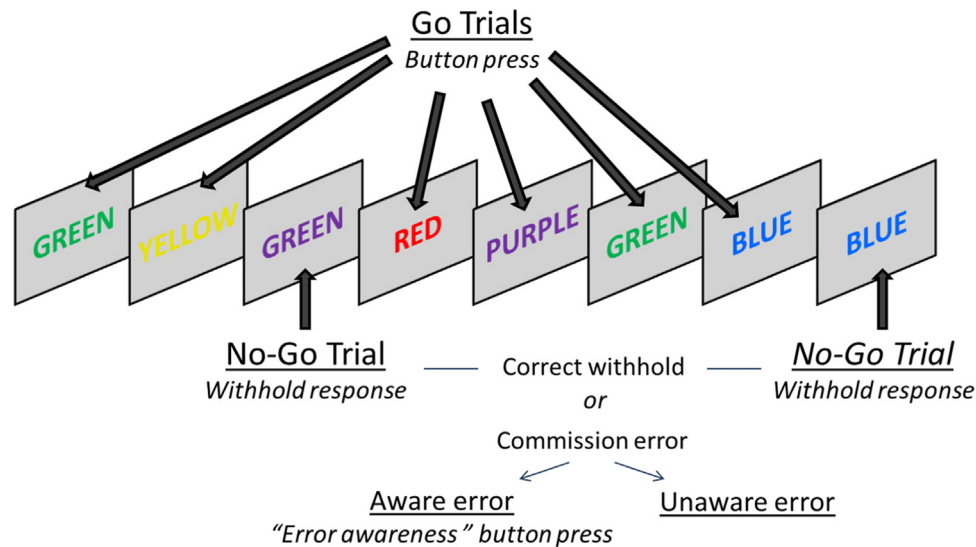 Go Trials
Button press
GREEN
YELLOW
GREEN
RED
PURPLE
GREEN
BLUE
BLUE
No-Go Trial
Withhold response
Correct withhold
or
Commission error
No-Go Trial
Withhold response
Aware error
"Error awareness" button press
Unaware error